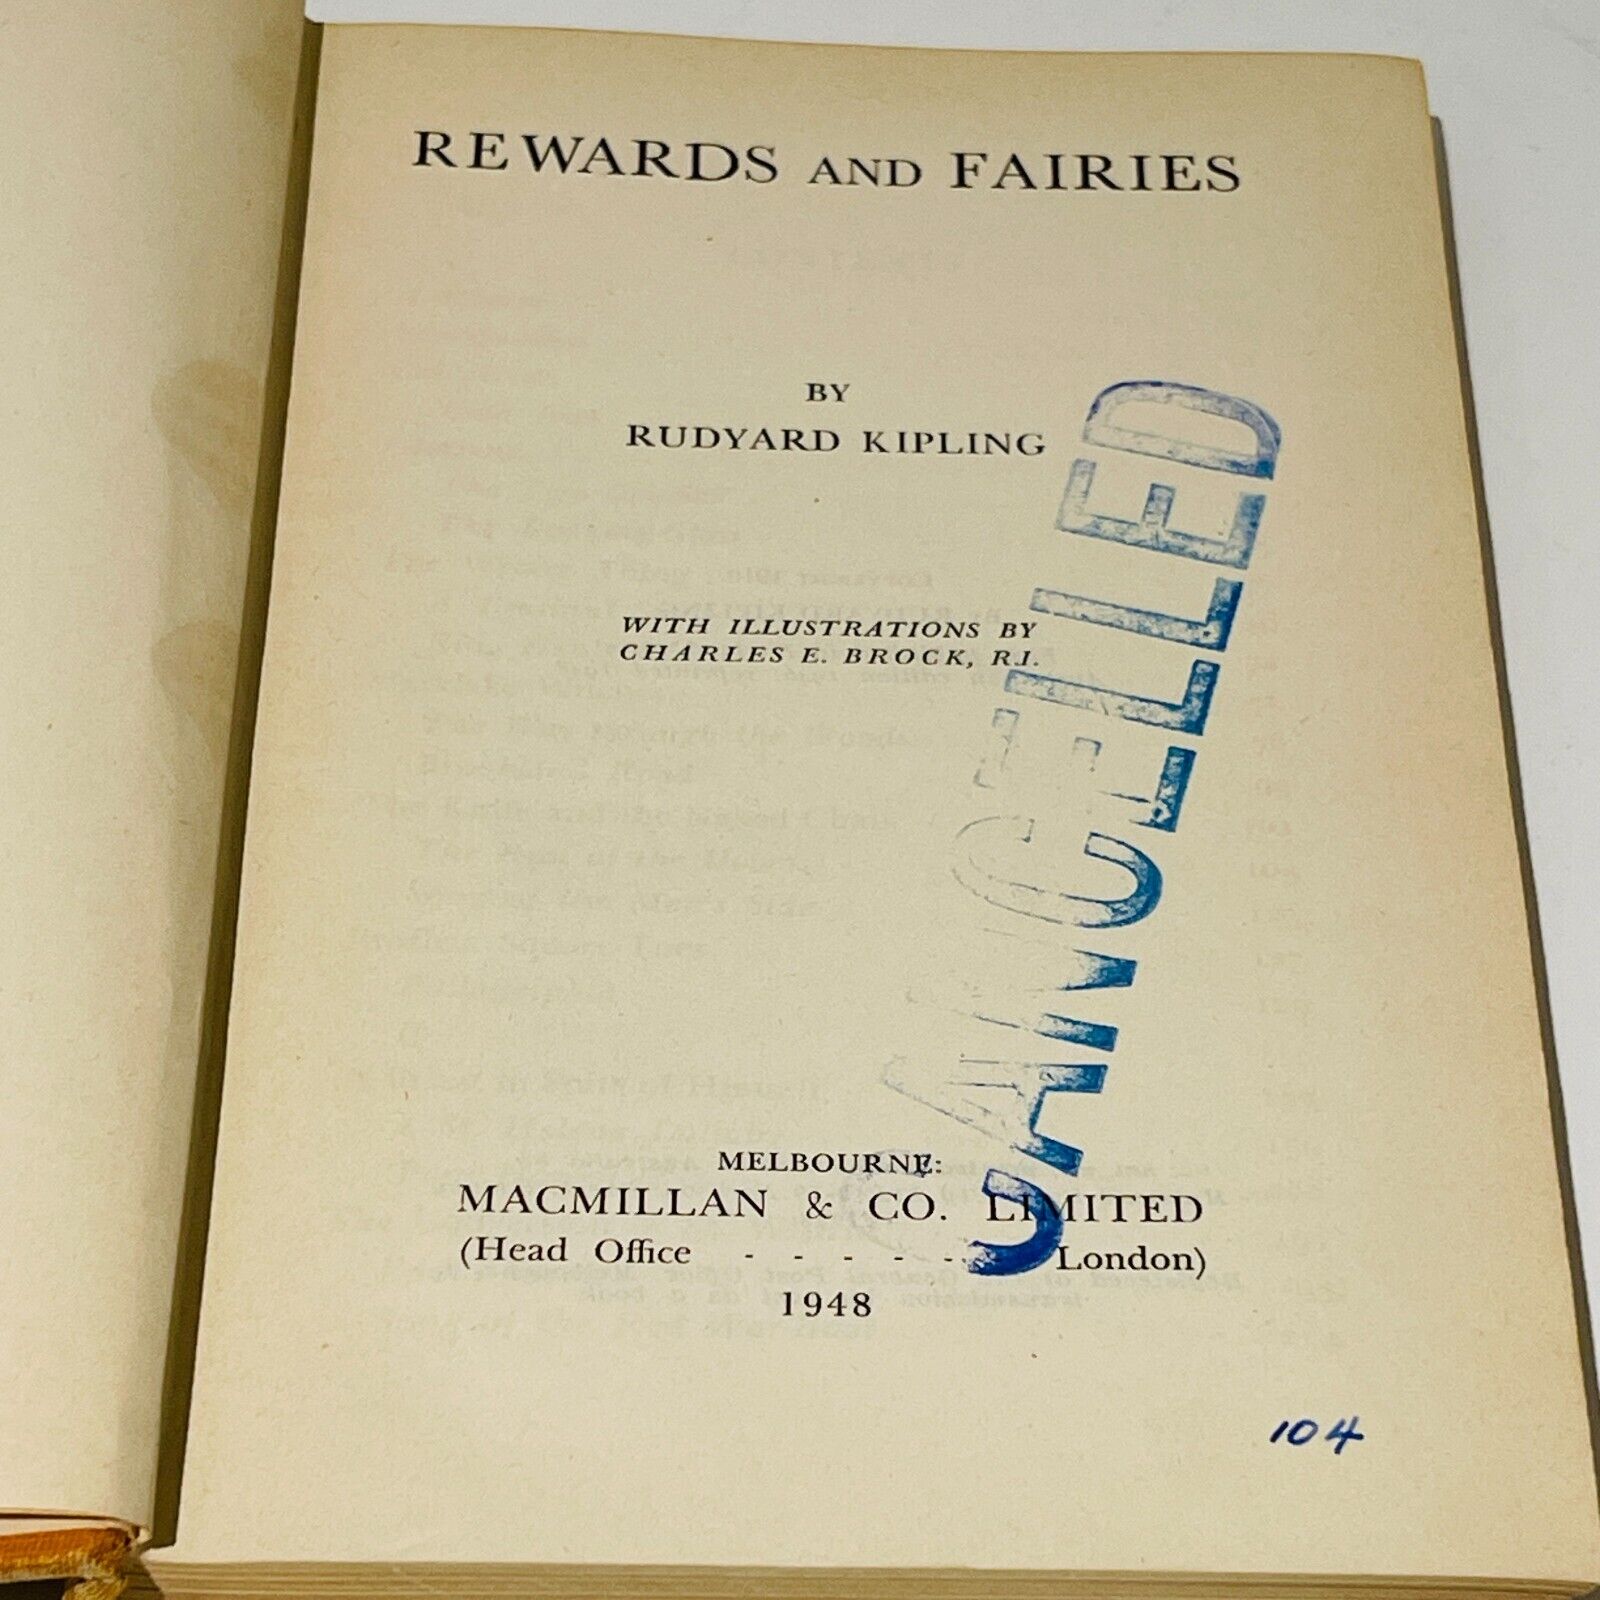 REWARDS AND FAIRIES
BY
RUDYARD KIPLING
WITH ILLUSTRATIONS BY
CHARLES E. BROCK, R.I.
CANCELLED
MELBOURNE:
MACMILLAN & CO. LIMITED
(Head Office - - - - - - London)
1948
104